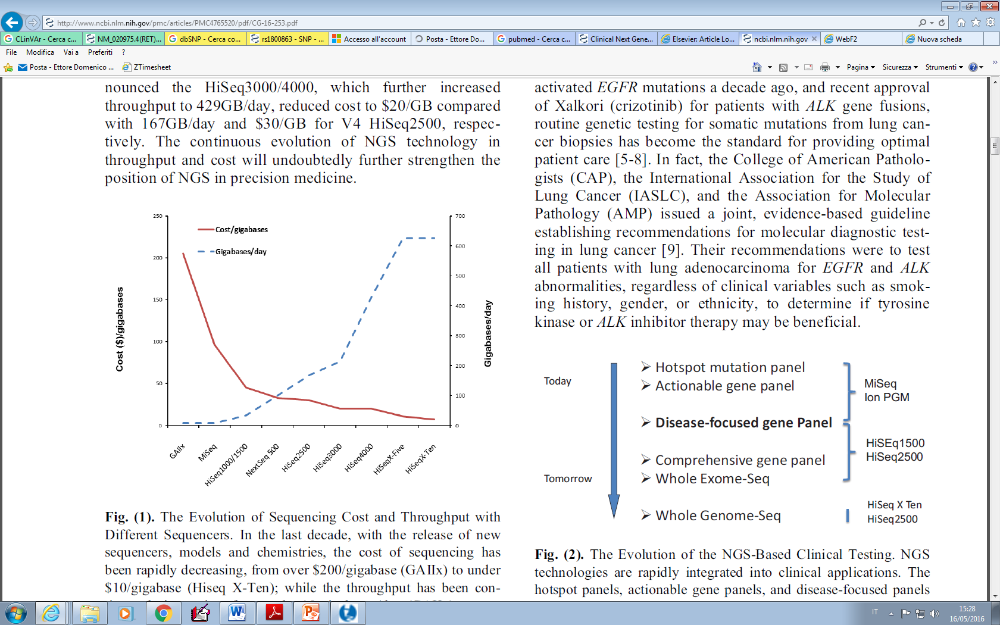 http://www.ncbi.nlm.nih.gov/pmc/articles/PMC4765520/pdf/CG-16-253.pdf
CLinVAr - Cerca c...
NM_020975.4(RET)...
dbSNP - Cerca co...
rs1800863 - SNP - ...
Accesso all'account
Posta - Ettore Do...
pubmed - Cerca c...
Clinical Next Gene...
Elsevier: Article Lo...
ncbi.nlm.nih.gov
WebF2
Nuova scheda
File Modifica Vai a Preferiti ?
Posta - Ettore Domenico ...
ZTimesheet
Pagina
Sicurezza
Strumenti
nounced the HiSeq3000/4000, which further increased
throughput to 429GB/day, reduced cost to $20/GB compared
with 167GB/day and $30/GB for V4 HiSeq2500, respec-
tively. The continuous evolution of NGS technology in
throughput and cost will undoubtedly further strengthen the
position of NGS in precision medicine.
250
200
150
100
50
0
Cost ($)/gigabases
Cost/gigabases
Gigabases/day
700
600
500
400
300
200
100
0
Gigabases/day
GAIIx
MiSeq
HiSeq1000/1500
NextSeq 500
HiSeq2500
HiSeq3000
HiSeq4000
HiSeqX-Five
HiSeqX-Ten
Fig. (1). The Evolution of Sequencing Cost and Throughput with
Different Sequencers. In the last decade, with the release of new
sequencers, models and chemistries, the cost of sequencing has
been rapidly decreasing, from over $200/gigabase (GAIIx) to under
$10/gigabase (Hiseq X-Ten); while the throughput has been con-
activated EGFR mutations a decade ago, and recent approval
of Xalkori (crizotinib) for patients with ALK gene fusions,
routine genetic testing for somatic mutations from lung can-
cer biopsies has become the standard for providing optimal
patient care [5-8]. In fact, the College of American Patholo-
gists (CAP), the International Association for the Study of
Lung Cancer (IASLC), and the Association for Molecular
Pathology (AMP) issued a joint, evidence-based guideline
establishing recommendations for molecular diagnostic test-
ing in lung cancer [9]. Their recommendations were to test
all patients with lung adenocarcinoma for EGFR and ALK
abnormalities, regardless of clinical variables such as smok-
ing history, gender, or ethnicity, to determine if tyrosine
kinase or ALK inhibitor therapy may be beneficial.
Today
Tomorrow
Hotspot mutation panel
Actionable gene panel
Disease-focused gene Panel
Comprehensive gene panel
Whole Exome-Seq
Whole Genome-Seq
MiSeq
Ion PGM
HiSEq1500
HiSeq2500
HiSeq X Ten
HiSeq2500
Fig. (2). The Evolution of the NGS-Based Clinical Testing. NGS
technologies are rapidly integrated into clinical applications. The
hotspot panels, actionable gene panels, and disease-focused panels
IT
15:28
16/05/2016